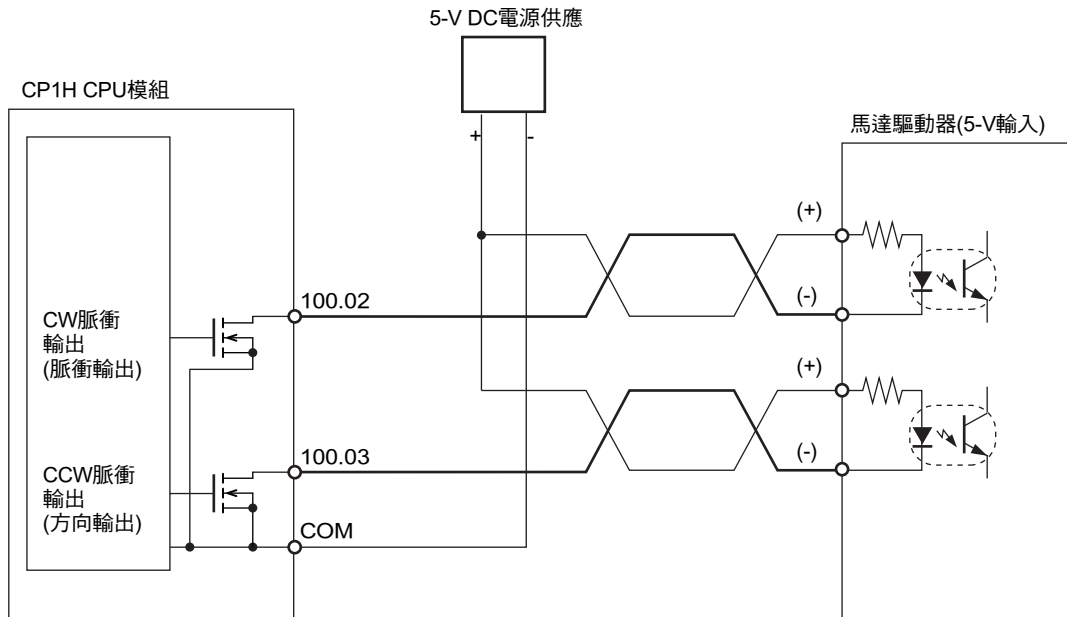 5-V DC電源供應
CP1H CPU模組
+
-
馬達驅動器(5-V輸入)
(+)
100.02
(-)
CW脈衝
輸出
(脈衝輸出)
(+)
100.03
(-)
CCW脈衝
輸出
(方向輸出)
COM